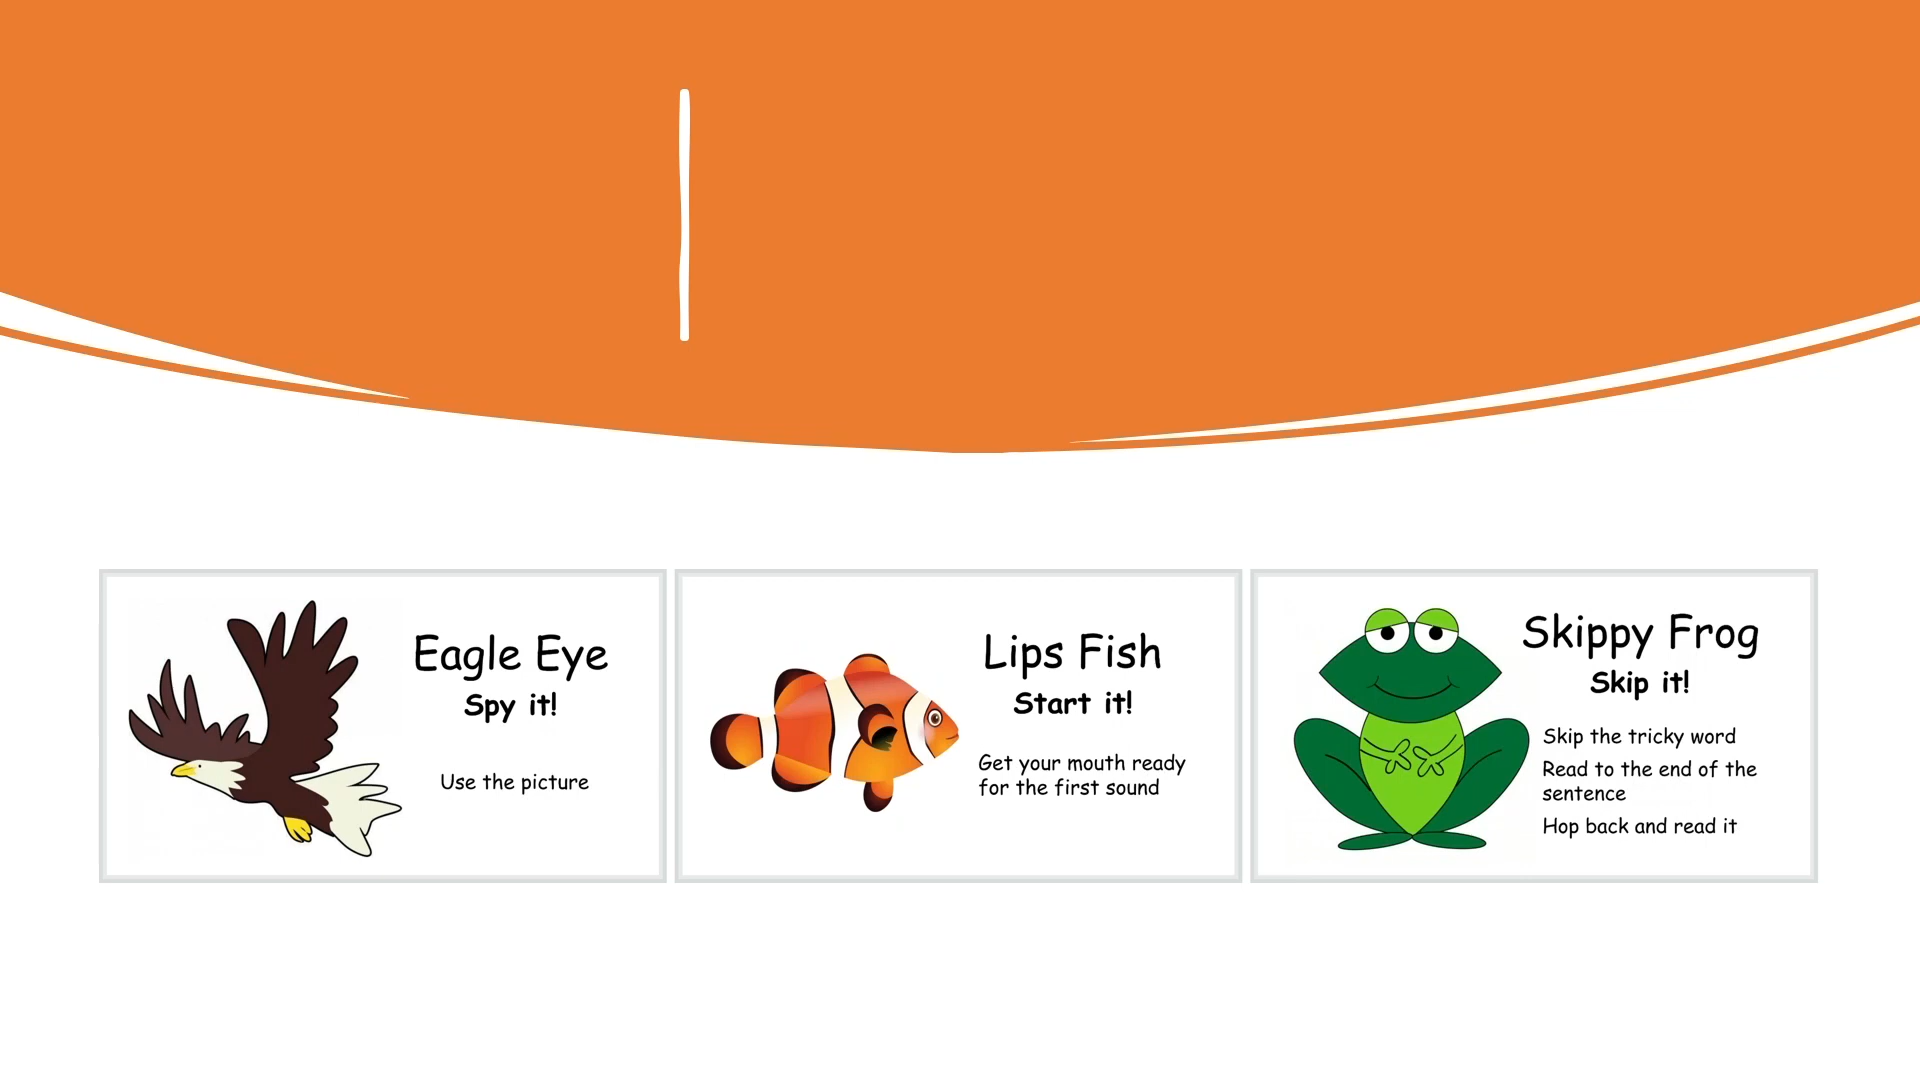 Eagle Eye
Spy it!
Use the picture
Lips Fish
Start it!
Get your mouth ready
for the first sound
Skippy Frog
Skip it!
Skip the tricky word
Read to the end of the
sentence
Hop back and read it